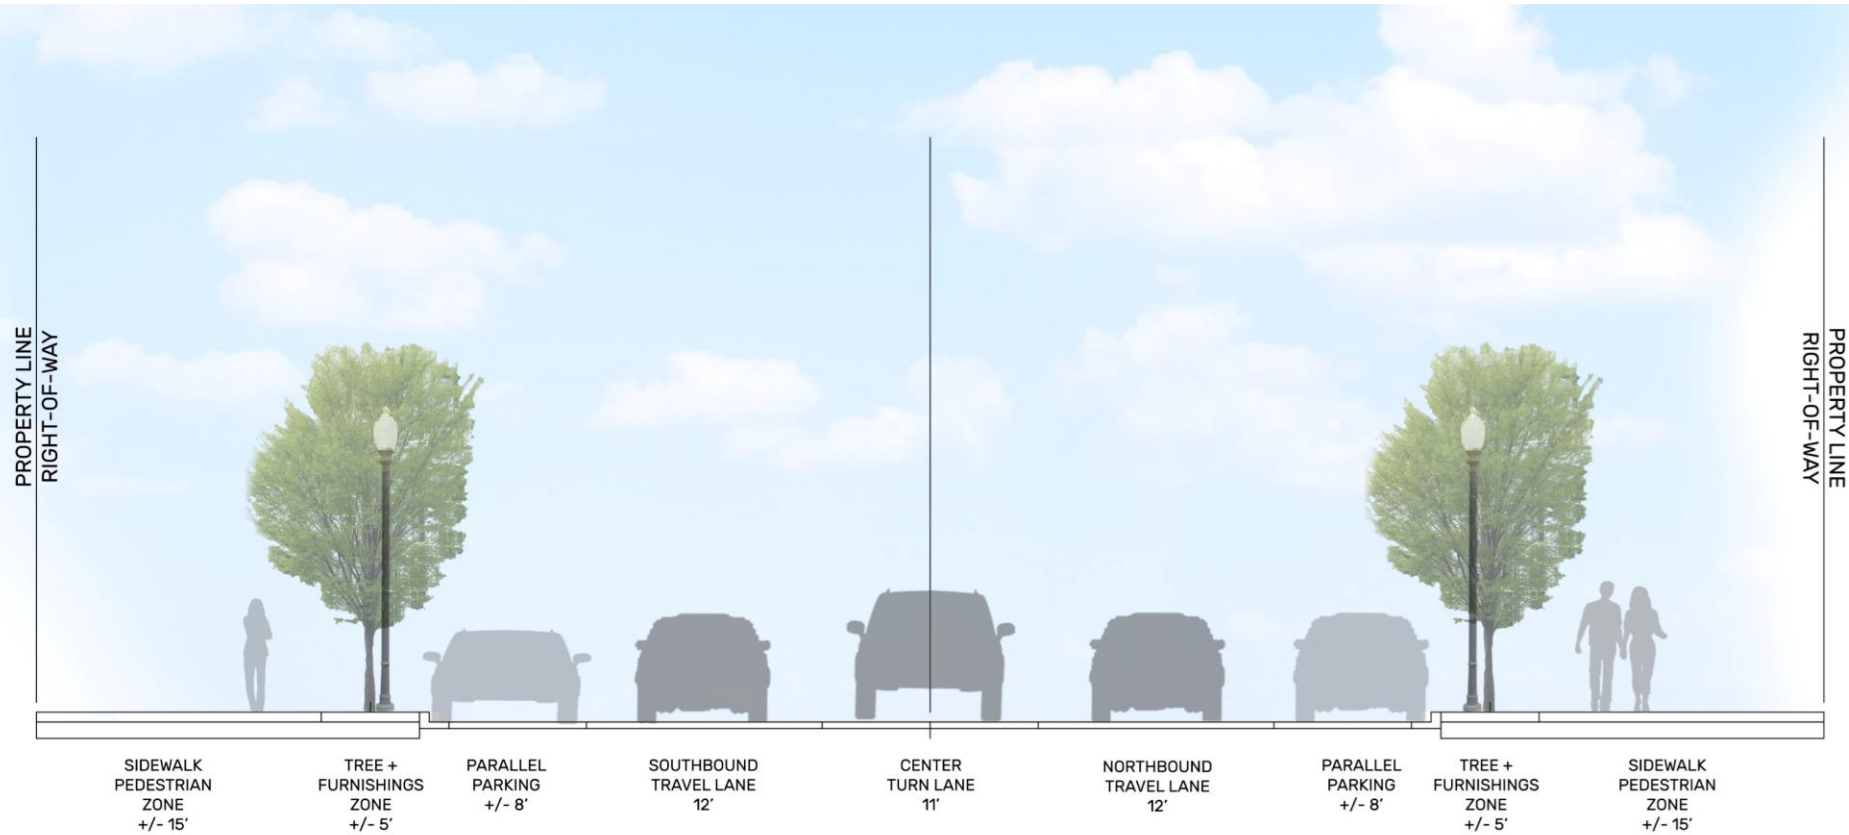 PROPERTY LINE
RIGHT-OF-WAY
PROPERTY LINE
RIGHT-OF-WAY
SIDEWALK
PEDESTRIAN
ZONE
+/- 15'
TREE +
FURNISHINGS
ZONE
+/- 5'
PARALLEL
PARKING
+/- 8'
SOUTHBOUND
TRAVEL LANE
12'
CENTER
TURN LANE
11'
NORTHBOUND
TRAVEL LANE
12'
PARALLEL
PARKING
+/- 8'
TREE +
FURNISHINGS
ZONE
+/- 5'
SIDEWALK
PEDESTRIAN
ZONE
+/- 15'